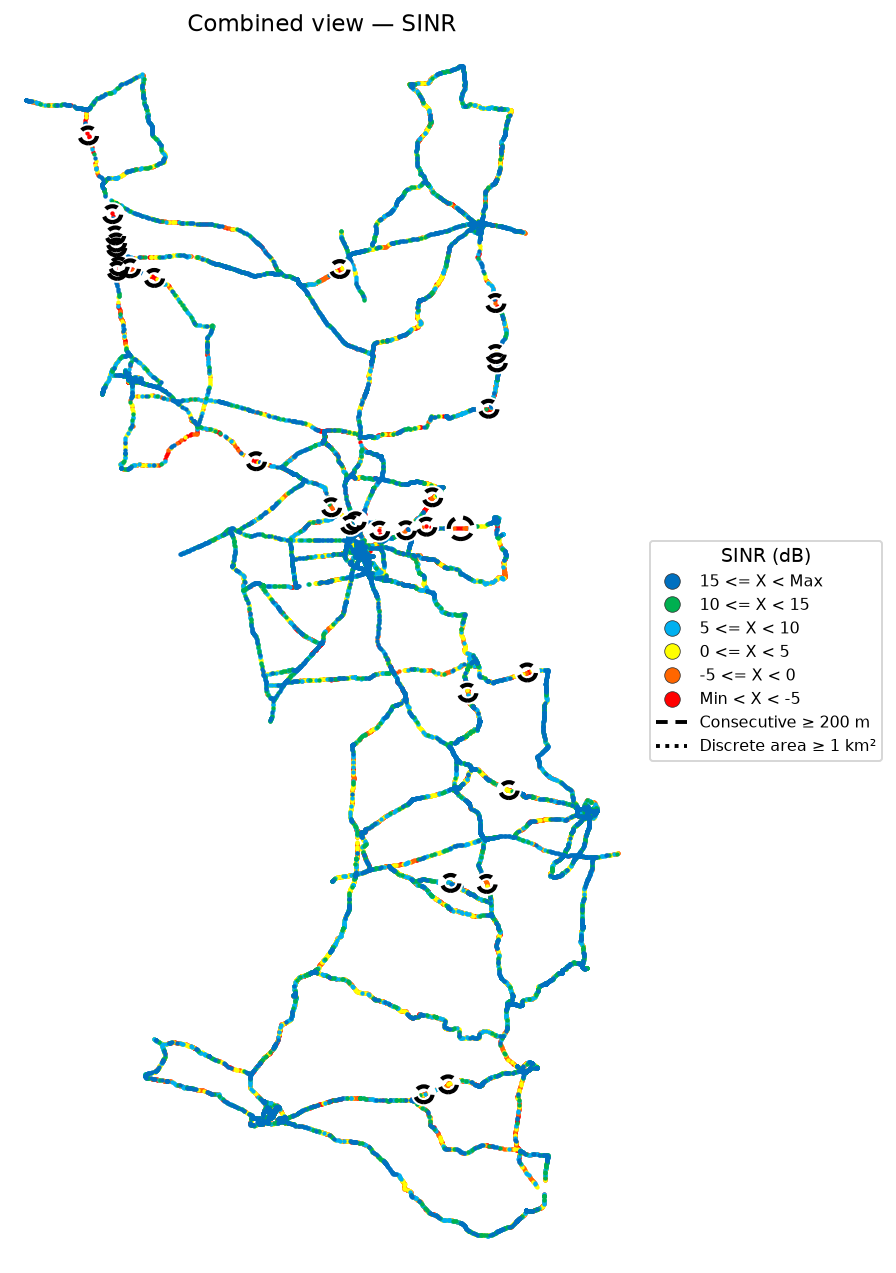 Combined view — SINR
SINR (dB)
15 <= X < Max
10 <= X < 15
5 <= X < 10
0 <= X < 5
-5 <= X < 0
Min < X < -5
Consecutive ≥ 200 m
Discrete area ≥ 1 km²